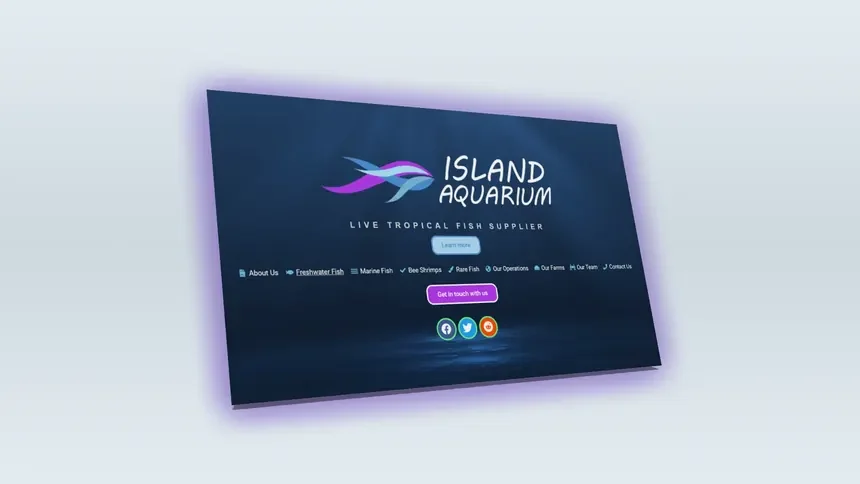 ISLAND
AQUARIUM
LIVE TROPICAL FISH SUPPLIER
Learn more
About Us Freshwater Fish Marine Fish Bee Shrimps Rare Fish Our Operations Our Farms Our Team Contact Us
Get in touch with us